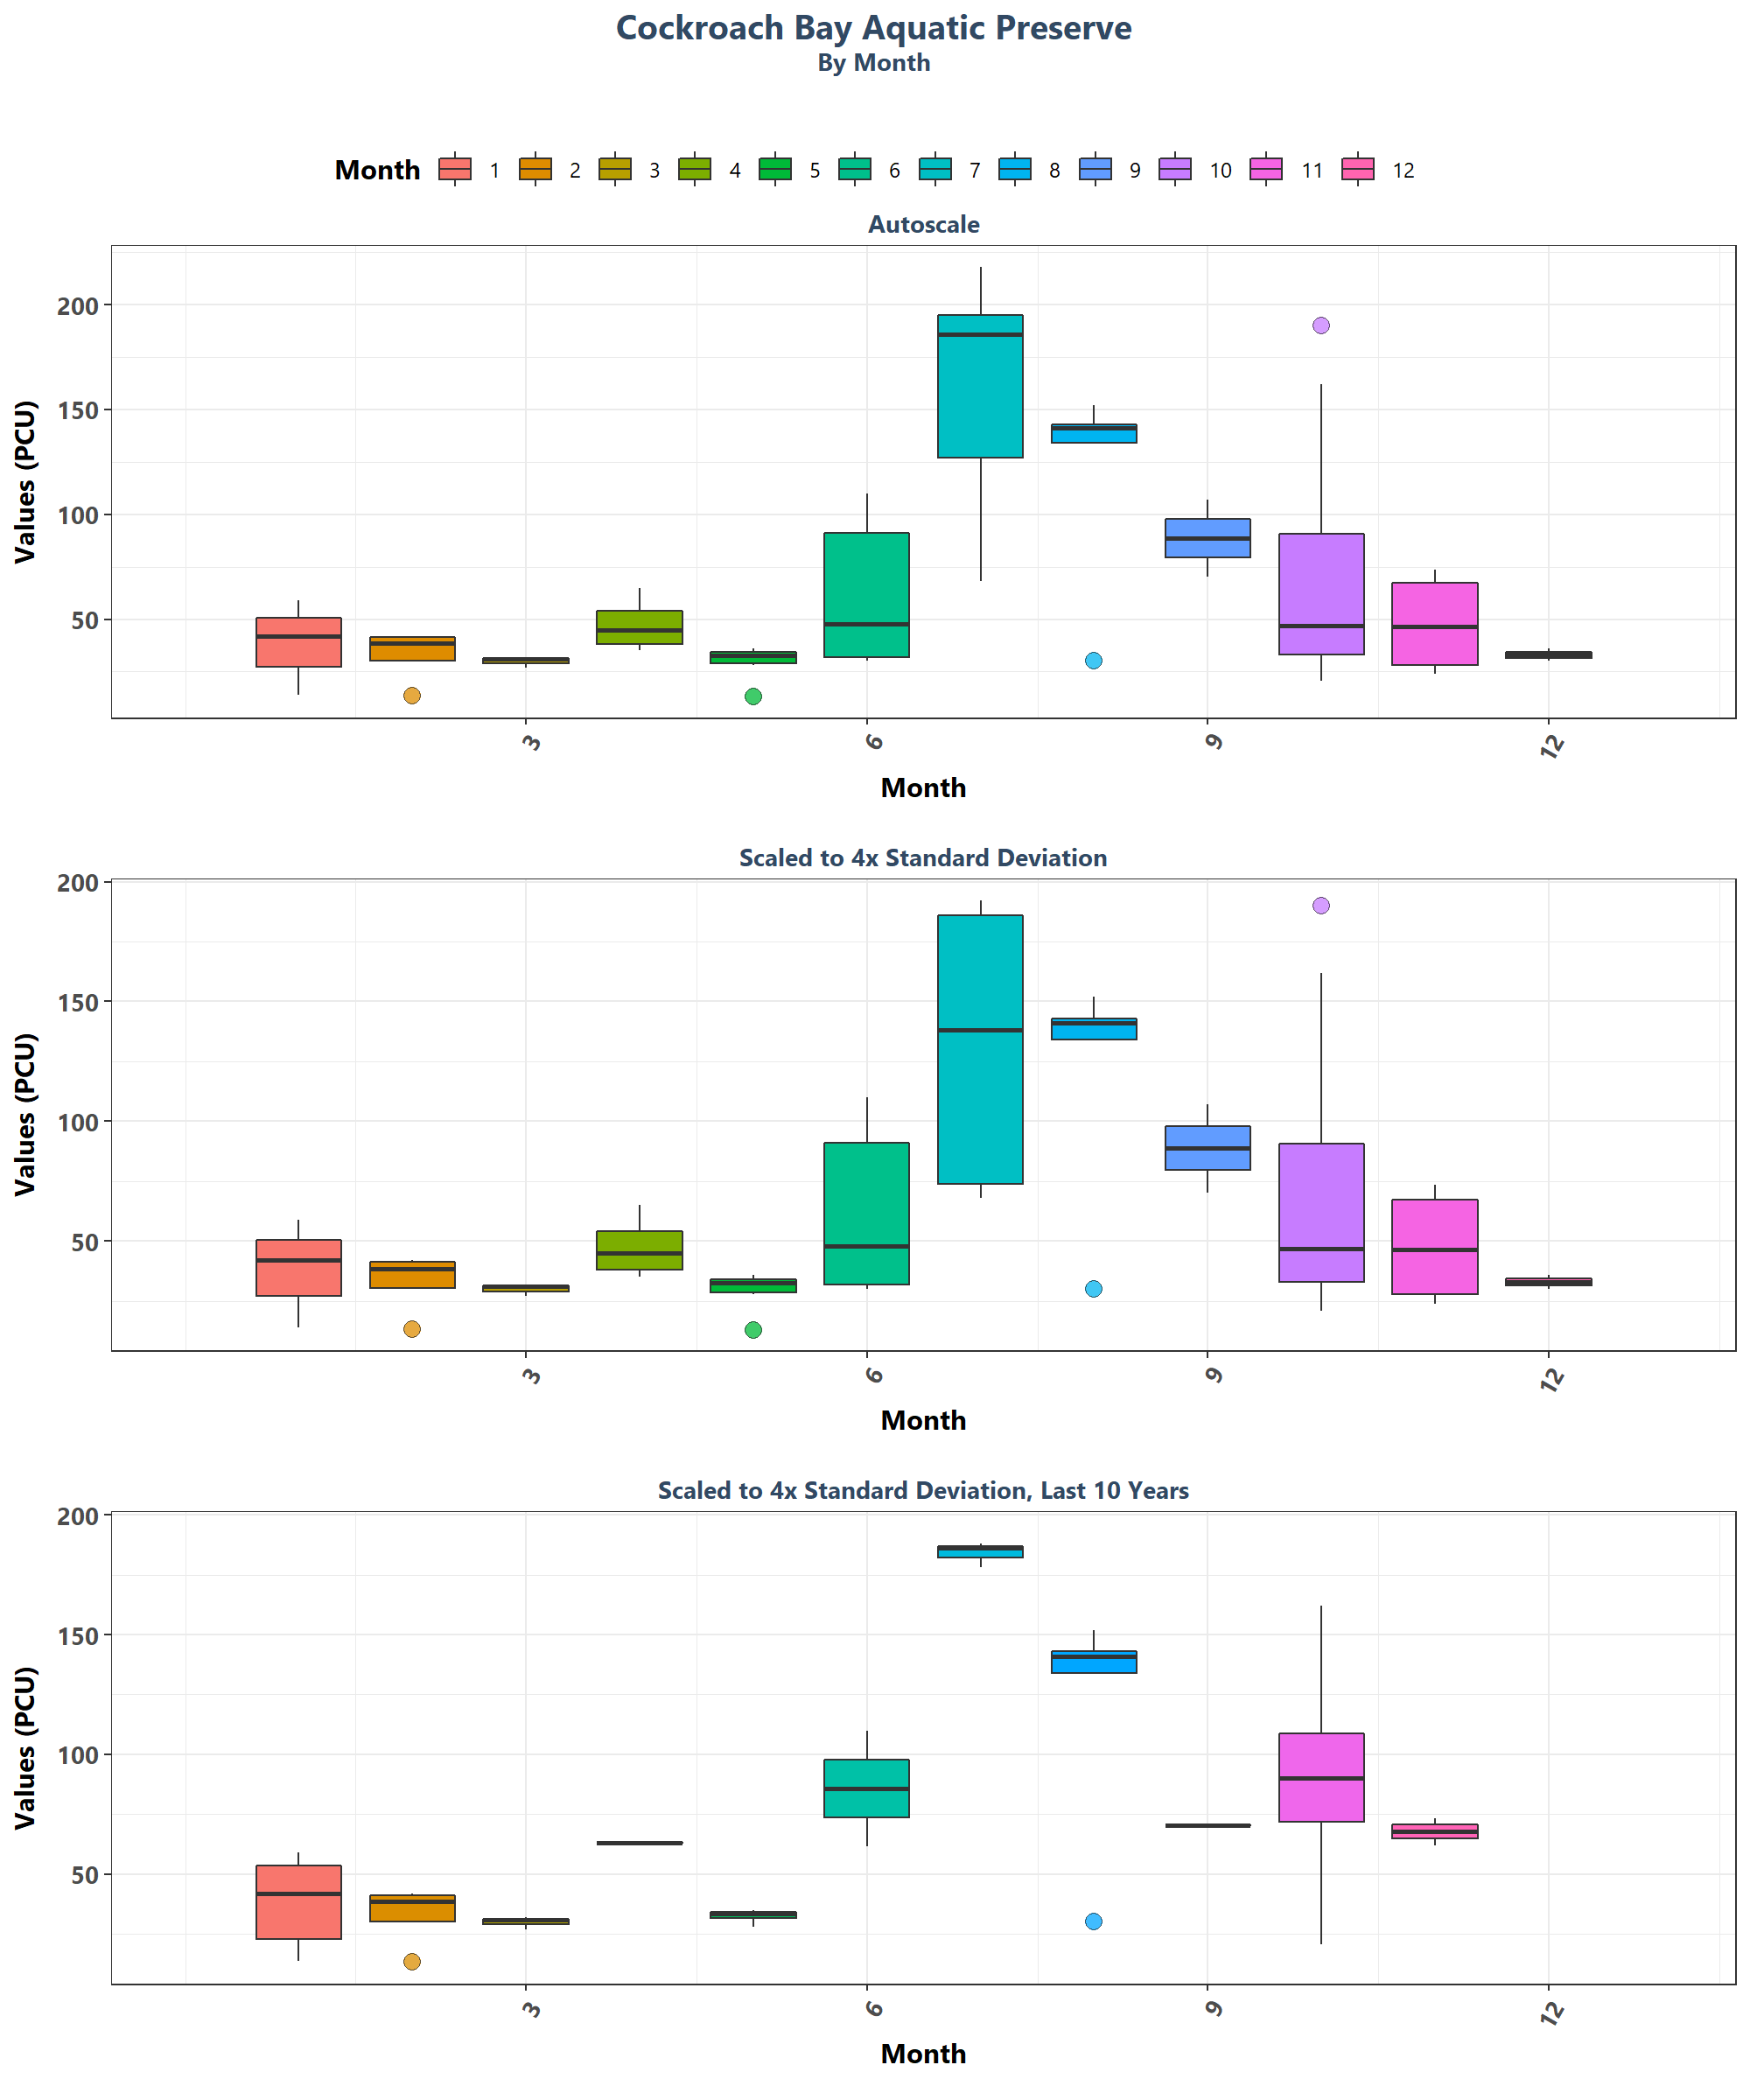 Cockroach Bay Aquatic Preserve
By Month
Month 1 2 3 4 5 6 7 8 9 10 11 12
Autoscale
Values (PCU)
200
150
100
50
3 6 9 12
Month
Scaled to 4x Standard Deviation
Values (PCU)
200
150
100
50
3 6 9 12
Month
Scaled to 4x Standard Deviation, Last 10 Years
Values (PCU)
200
150
100
50
3 6 9 12
Month